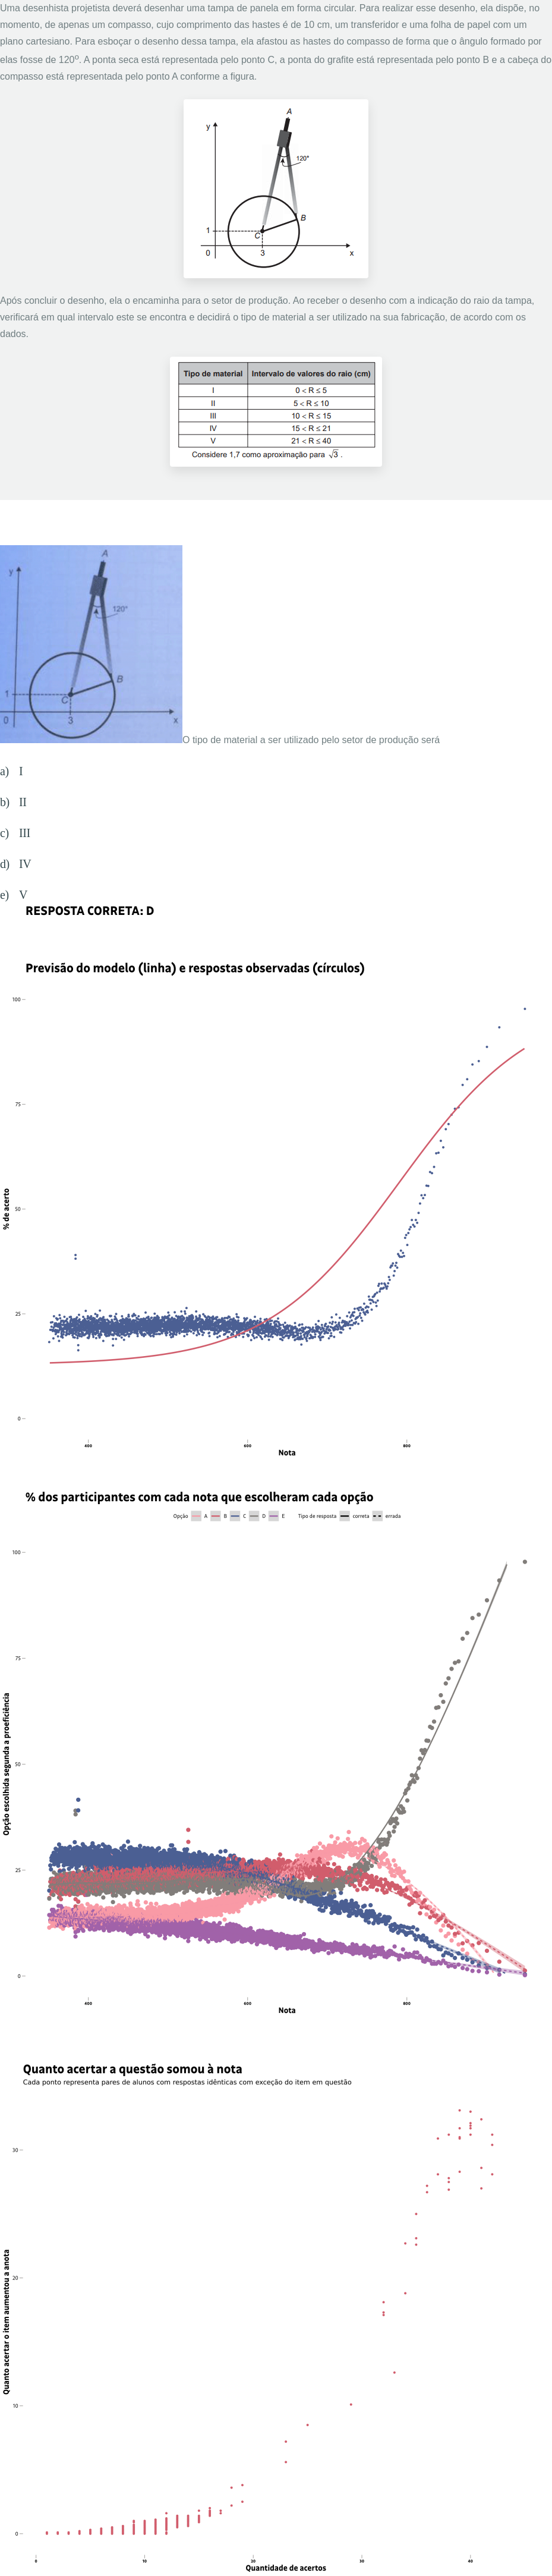 Uma desenhista projetista deverá desenhar uma tampa de panela em forma circular. Para realizar esse desenho, ela dispõe, no
momento, de apenas um compasso, cujo comprimento das hastes é de 10 cm, um transferidor e uma folha de papel com um
plano cartesiano. Para esboçar o desenho dessa tampa, ela afastou as hastes do compasso de forma que o ângulo formado por
elas fosse de 120º. A ponta seca está representada pelo ponto C, a ponta do grafite está representada pelo ponto B e a cabeça do
compasso está representada pelo ponto A conforme a figura.
A
y
120°
B
1
C
0
3
x
Após concluir o desenho, ela o encaminha para o setor de produção. Ao receber o desenho com a indicação do raio da tampa,
verificará em qual intervalo este se encontra e decidirá o tipo de material a ser utilizado na sua fabricação, de acordo com os
dados.
Tipo de material Intervalo de valores do raio (cm)
I 0 < R ≤ 5
II 5 < R ≤ 10
III 10 < R ≤ 15
IV 15 < R ≤ 21
V 21 < R ≤ 40
Considere 1,7 como aproximação para √3 .
A
y
120°
B
1
C
0
3
x
O tipo de material a ser utilizado pelo setor de produção será
a) I
b) II
c) III
d) IV
e) V
RESPOSTA CORRETA: D
Previsão do modelo (linha) e respostas observadas (círculos)
100
75
50
25
0
% de acerto
400 600 800
Nota
% dos participantes com cada nota que escolheram cada opção
Opção A B C D E Tipo de resposta correta errada
100
75
50
25
0
Opção escolhida segunda a proeficiência
400 600 800
Nota
Quanto acertar a questão somou à nota
Cada ponto representa pares de alunos com respostas idênticas com exceção do item em questão
30
20
10
0
Quanto acertar o item aumentou a anota
0 10 20 30 40
Quantidade de acertos